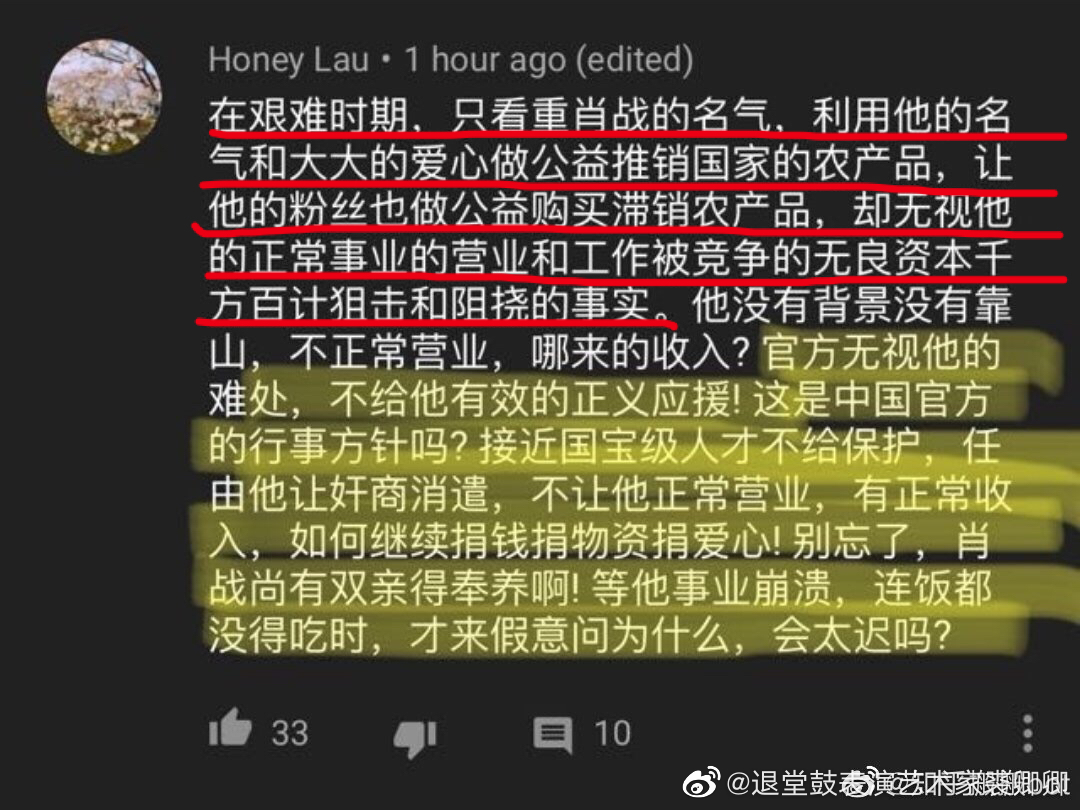 Honey Lau • 1 hour ago (edited)
在艰难时期，只看重肖战的名气，利用他的名
气和大大的爱心做公益推销国家的农产品，让
他的粉丝也做公益购买滞销农产品，却无视他
的正常事业的营业和工作被竞争的无良资本千
方百计狙击和阻挠的事实。他没有背景没有靠
山，不正常营业，哪来的收入? 官方无视他的
难处，不给他有效的正义应援! 这是中国官方
的行事方针吗? 接近国宝级人才不给保护，任
由他让奸商消遣，不让他正常营业，有正常收
入，如何继续捐钱捐物资捐爱心! 别忘了，肖
战尚有双亲得奉养啊! 等他事业崩溃，连饭都
没得吃时，才来假意问为什么，会太迟吗?
33
10
@退堂鼓表演艺术家